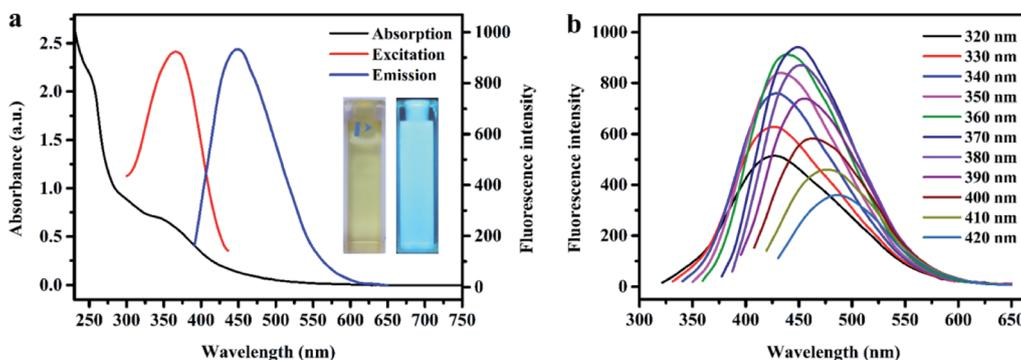 a
Absorption
Excitation
Emission
Absorbance (a.u.)
2.5
2.0
1.5
1.0
0.5
0.0
Fluorescence intensity
1000
800
600
400
200
0
250 300 350 400 450 500 550 600 650 700 750
Wavelength (nm)
b
320 nm
330 nm
340 nm
350 nm
360 nm
370 nm
380 nm
390 nm
400 nm
410 nm
420 nm
Fluorescence intensity
1000
800
600
400
200
0
300 350 400 450 500 550 600 650
Wavelength (nm)